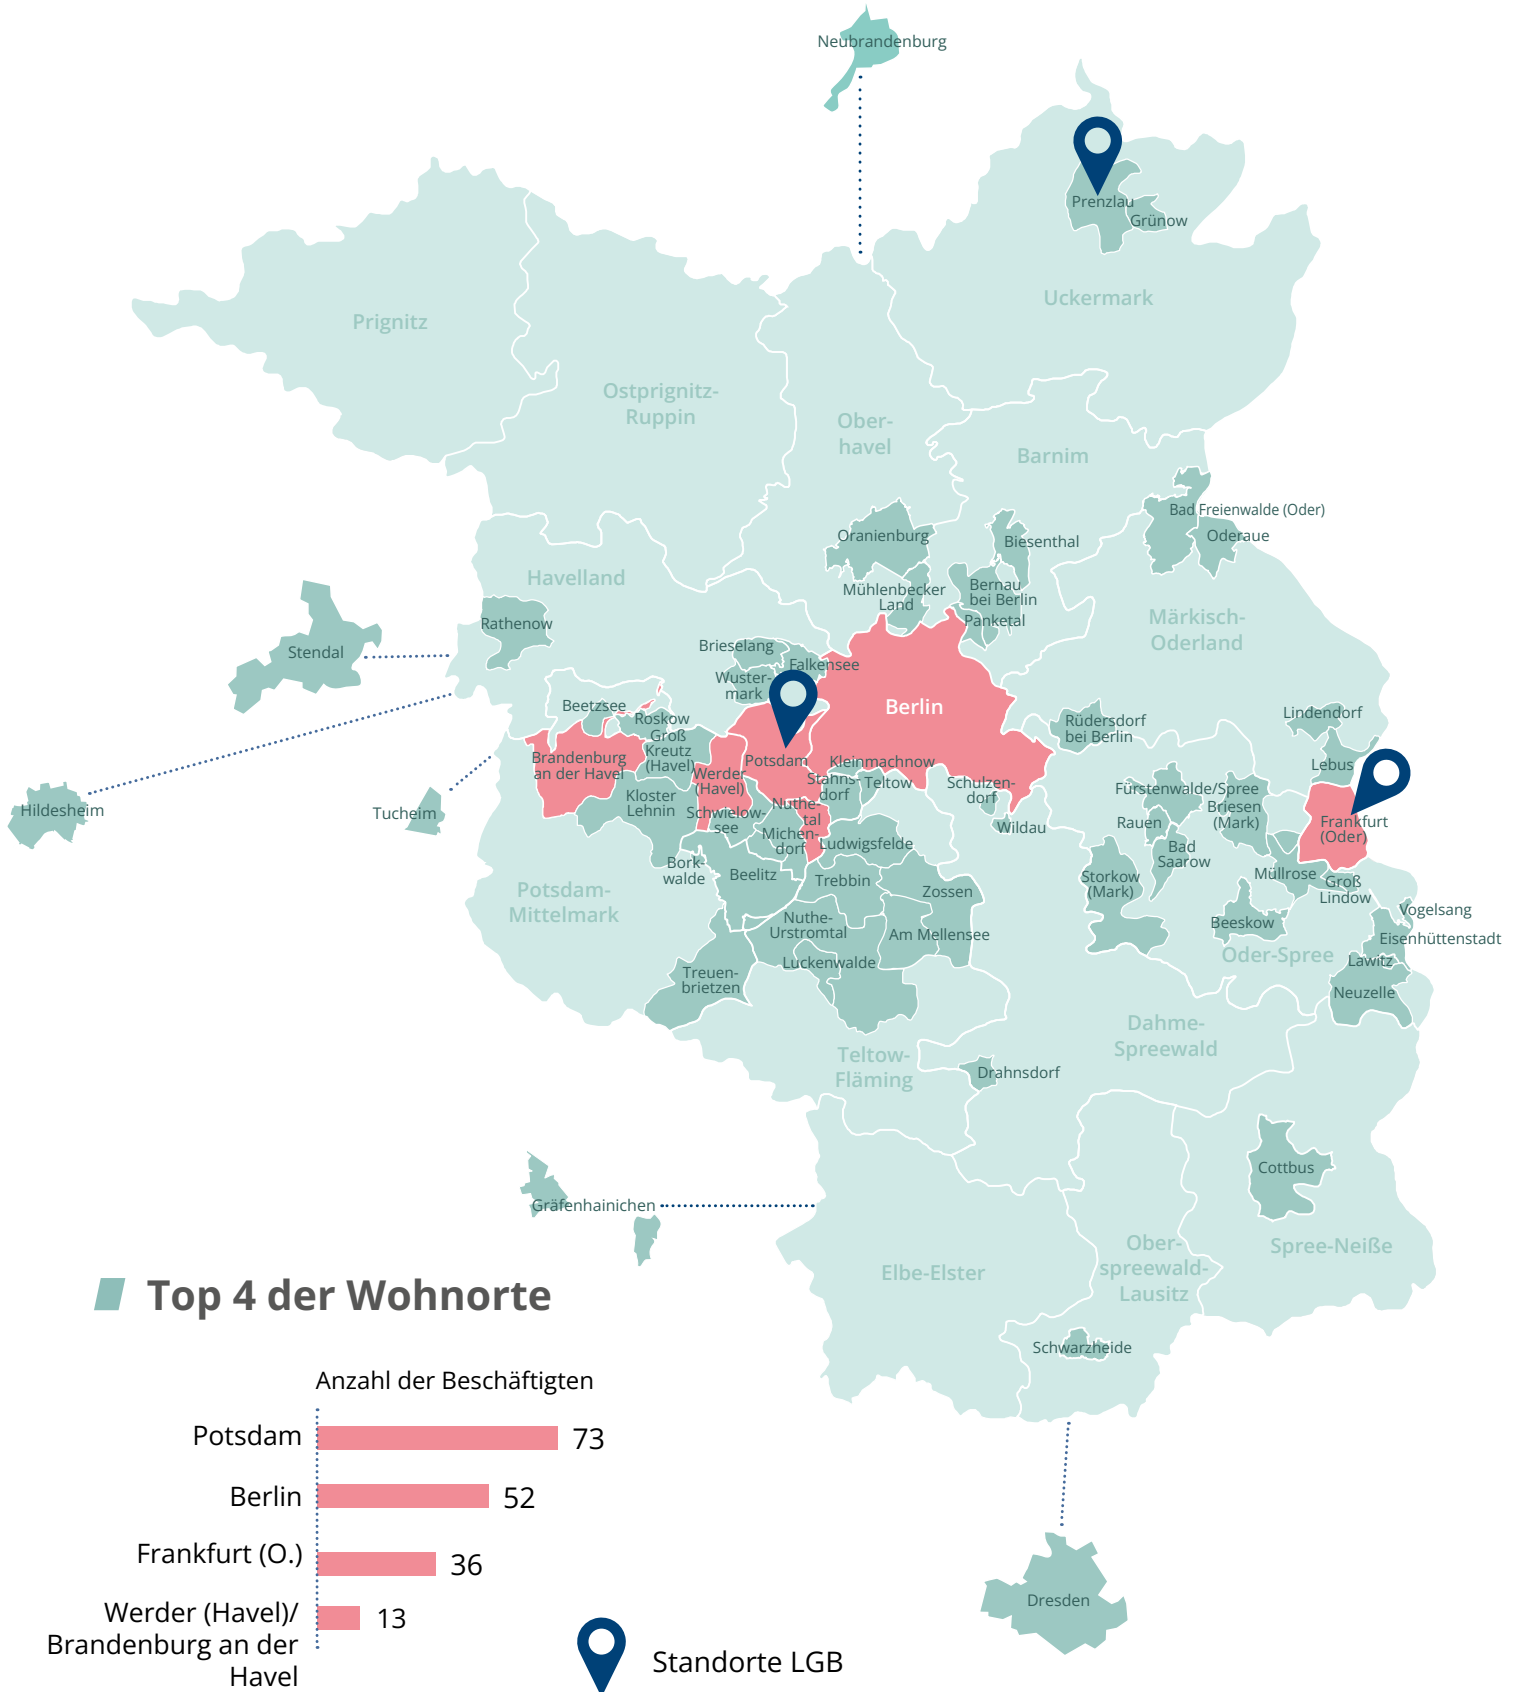 Neubrandenburg
Prenzlau
Grünow
Uckermark
Prignitz
Ostprignitz-
Ruppin
Ober-
havel
Barnim
Bad Freienwalde (Oder)
Oderaue
Oranienburg
Biesenthal
Havelland
Mühlenbecker
Land
Bernau
bei Berlin
Panketal
Märkisch-
Oderland
Rathenow
Stendal
Brieselang
Falkensee
Wuster-
mark
Berlin
Beetzsee
Roskow
Groß
Kreutz
(Havel)
Brandenburg
an der Havel
Werder
(Havel)
Potsdam
Kleinmachnow
Stahns-
dorf
Teltow
Schulzen-
dorf
Wildau
Rüdersdorf
bei Berlin
Lindendorf
Lebus
Fürstenwalde/Spree
Briesen
(Mark)
Rauen
Frankfurt
(Oder)
Hildesheim
Tucheim
Kloster
Lehnin
Schwielow-
see
Nuthe-
tal
Michen-
dorf
Ludwigsfelde
Bad
Saarow
Bork-
walde
Beelitz
Trebbin
Zossen
Storkow
(Mark)
Müllrose
Groß
Lindow
Potsdam-
Mittelmark
Nuthe-
Urstromtal
Am Mellensee
Beeskow
Vogelsang
Eisenhüttenstadt
Oder-Spree
Lawitz
Luckenwalde
Treuen-
brietzen
Neuzelle
Dahme-
Spreewald
Teltow-
Fläming
Drahnsdorf
Cottbus
Gräfenhainichen
Elbe-Elster
Ober-
spreewald-
Lausitz
Spree-Neiße
Schwarzheide
Dresden
Top 4 der Wohnorte
Anzahl der Beschäftigten
Potsdam 73
Berlin 52
Frankfurt (O.) 36
Werder (Havel)/ 13
Brandenburg an der
Havel
Standorte LGB